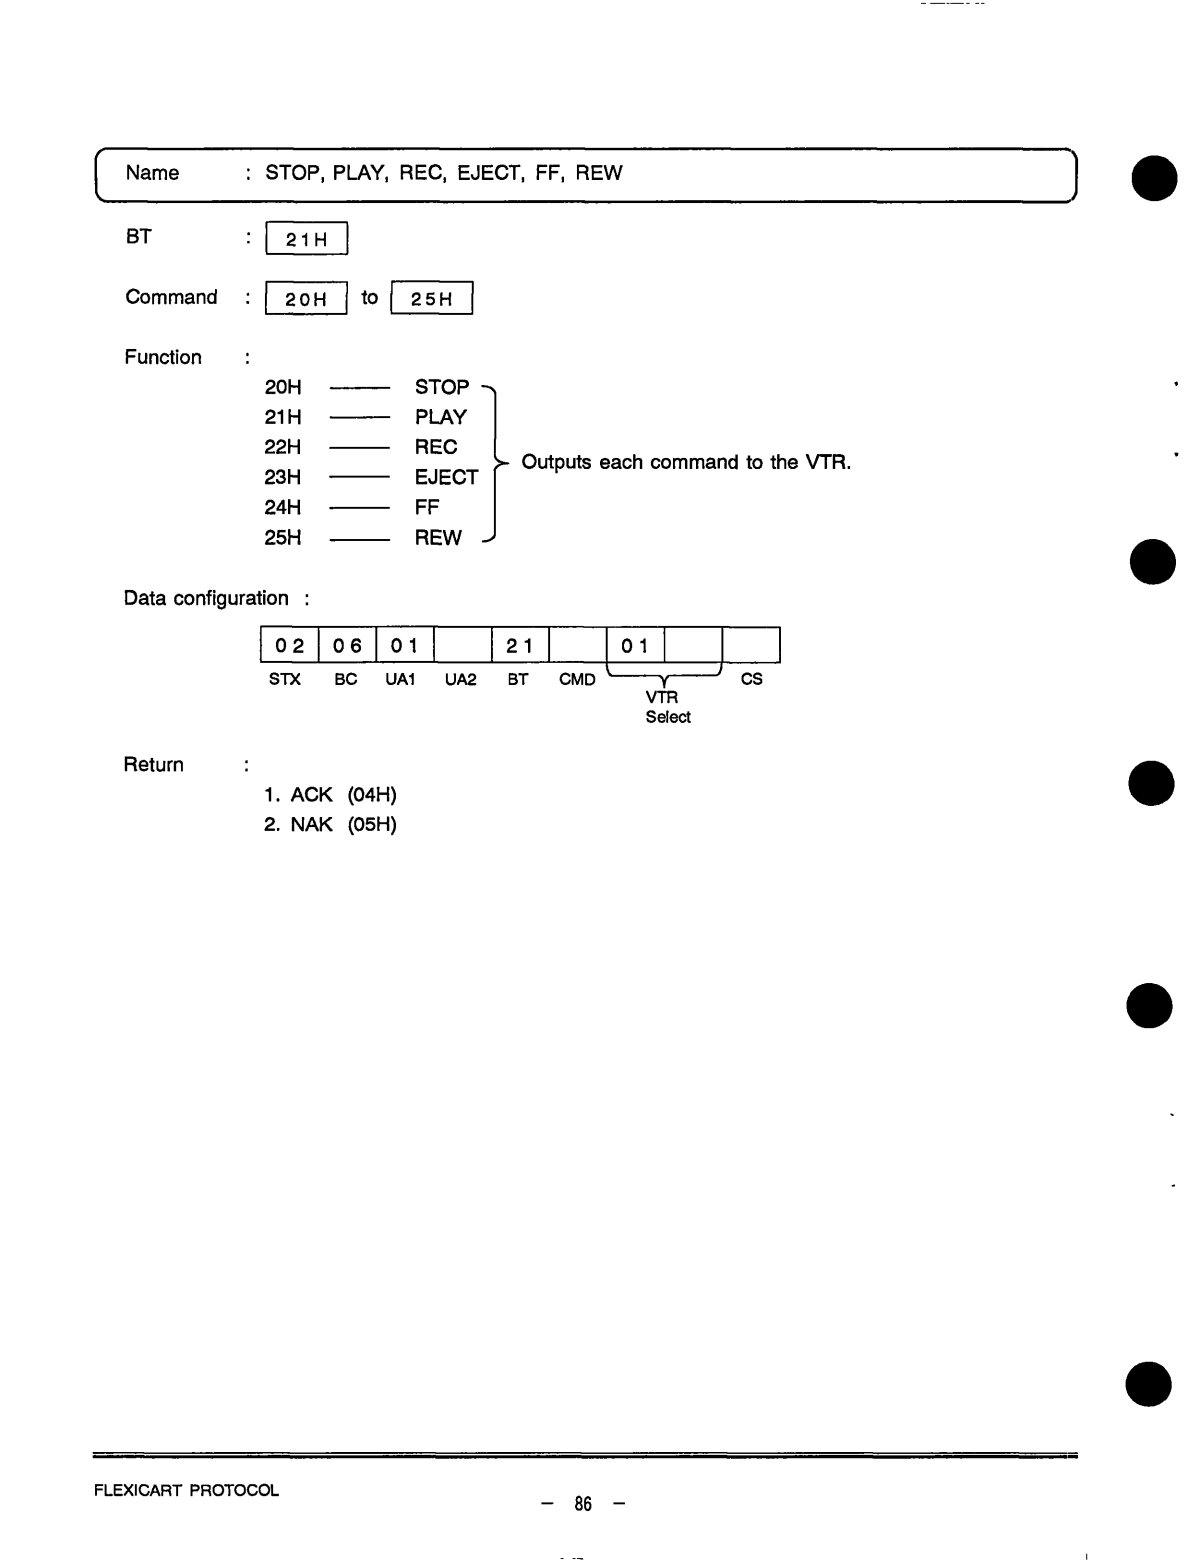 Name : STOP, PLAY, REC, EJECT, FF, REW
BT : 21H
Command : 20H to 25H
Function :
20H STOP
21H PLAY
22H REC
23H EJECT
24H FF
25H REW
Outputs each command to the VTR.
Data configuration :
02 06 01 21 01
STX BC UA1 UA2 BT CMD VTR Select CS
Return :
1. ACK (04H)
2. NAK (05H)
FLEXICART PROTOCOL
– 86 –